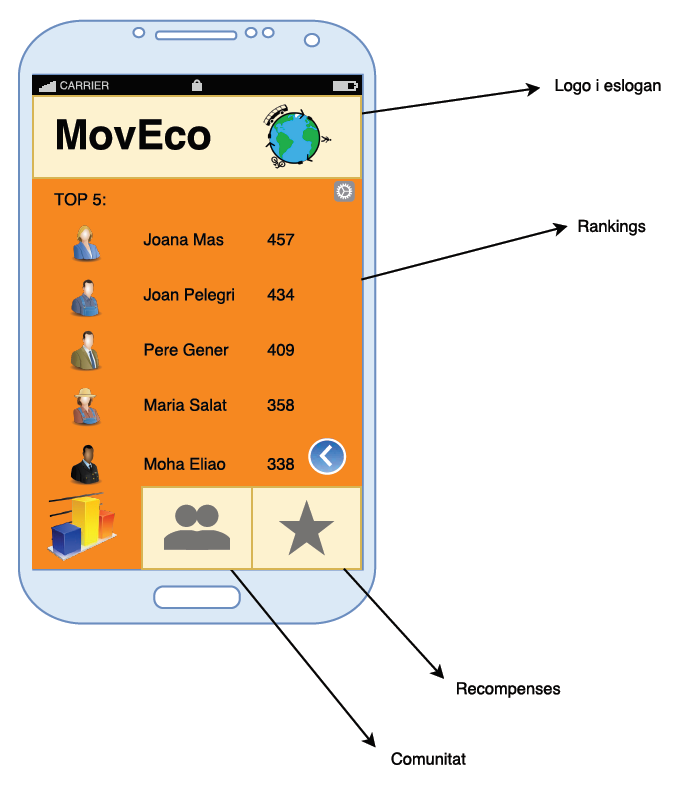 CARRIER
MovEco
Logo i eslogan
TOP 5:
Rankings
Joana Mas 457
Joan Pelegri 434
Pere Gener 409
Maria Salat 358
Moha Eliao 338
Recompenses
Comunitat